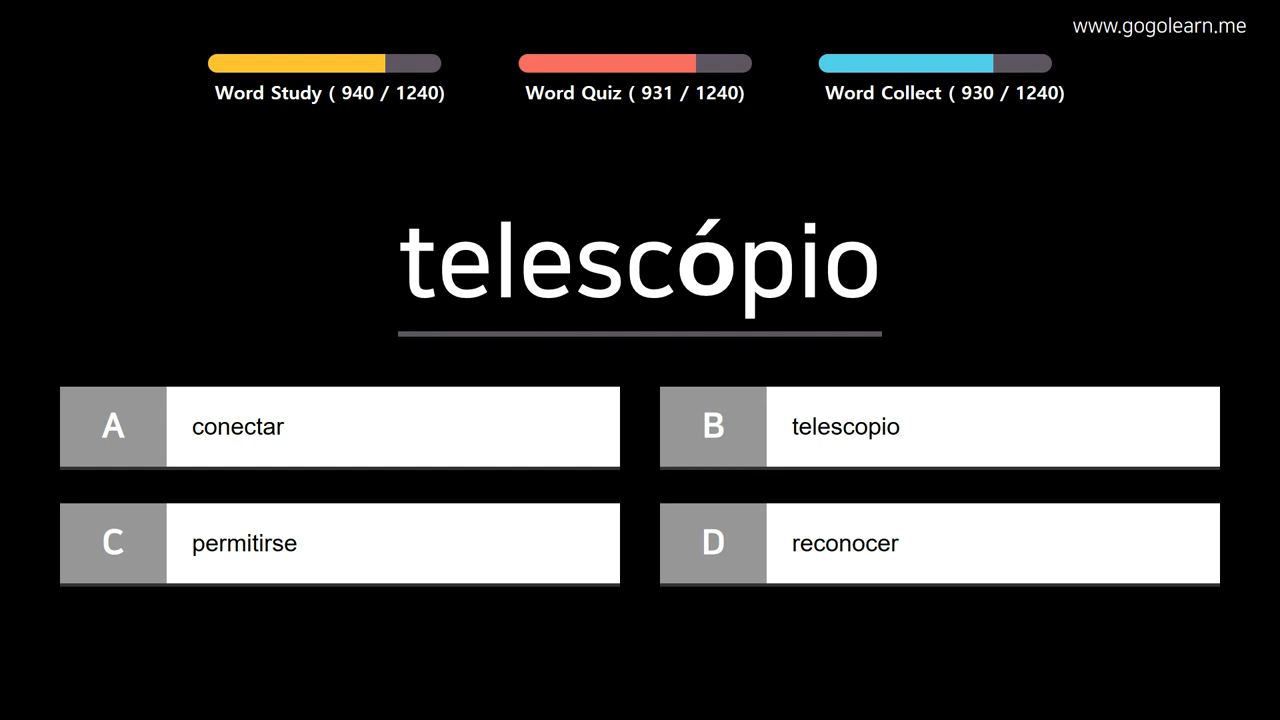 www.gogolearn.me
Word Study ( 940 / 1240)
Word Quiz ( 931 / 1240)
Word Collect ( 930 / 1240)
telescópio
A conectar
B telescopio
C permitirse
D reconocer